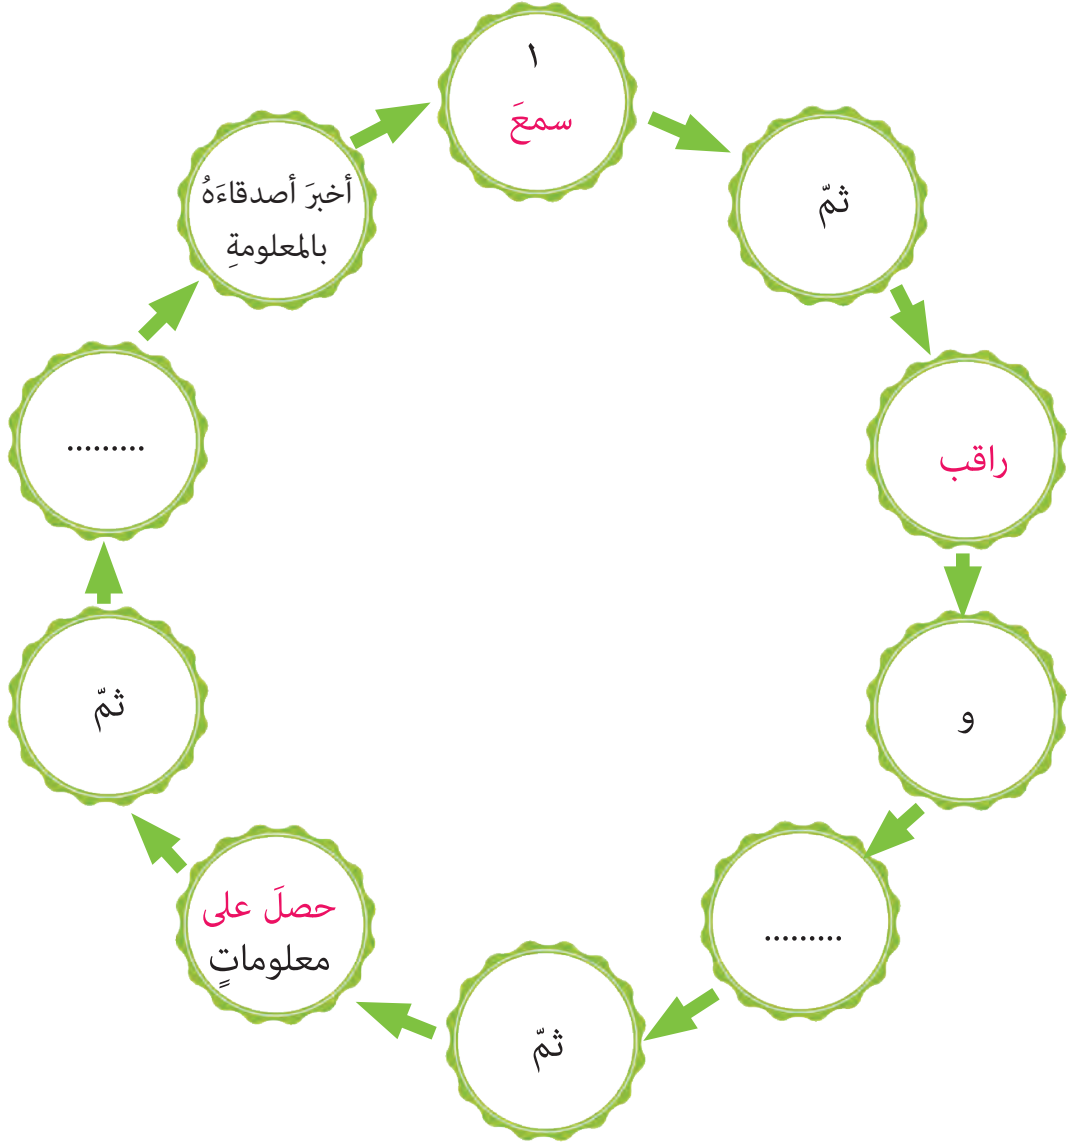 ١
سمعَ
ثمّ
راقب
و
.........
ثمّ
حصلَ على
معلوماتٍ
ثمّ
.........
أخبرَ أصدقاءَهُ
بالمعلومةِ